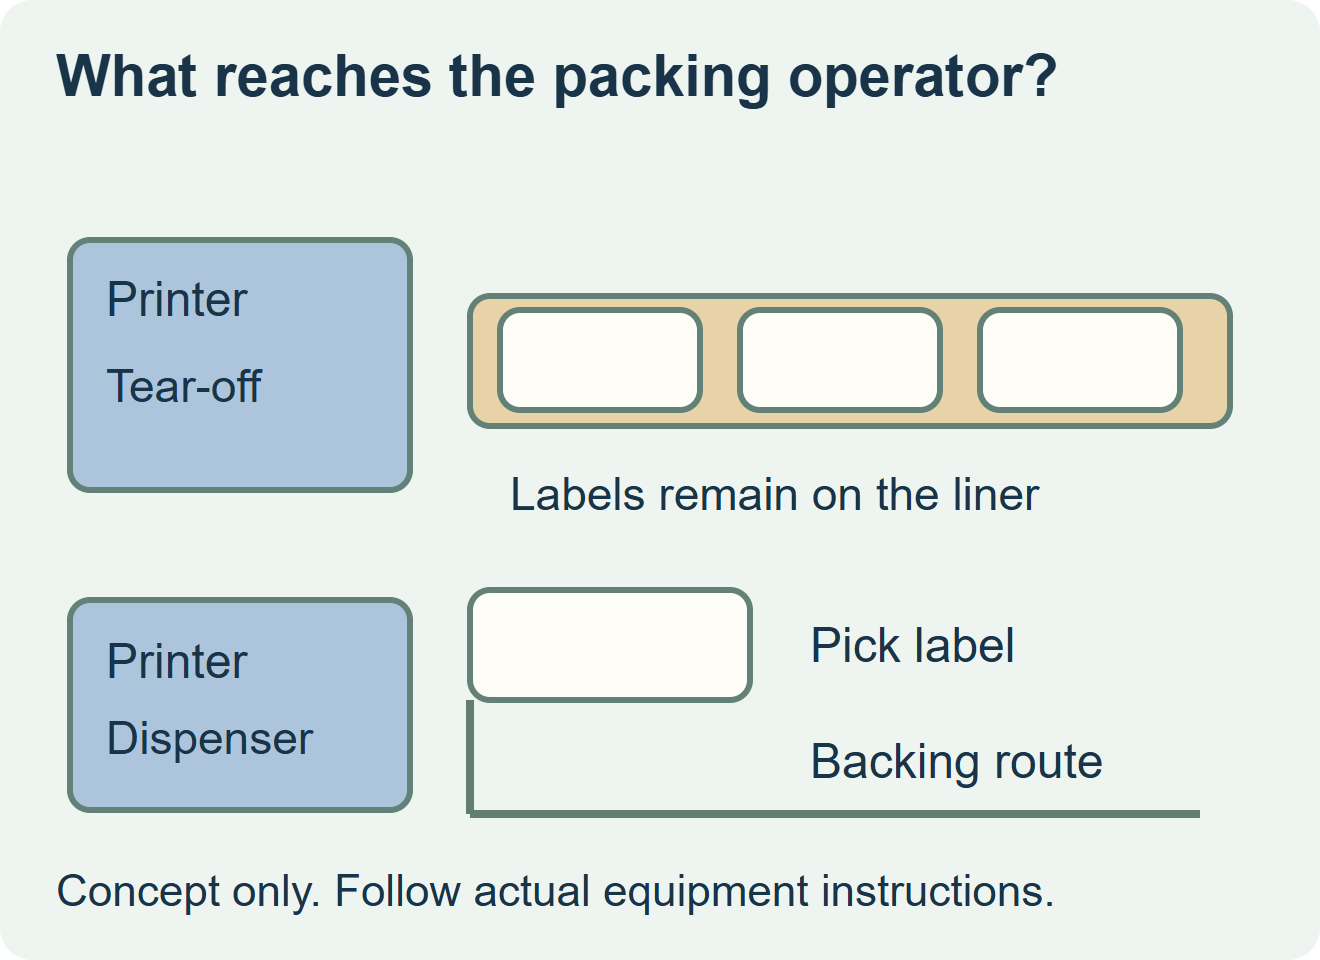 What reaches the packing operator?
Printer
Tear-off
Labels remain on the liner
Printer
Dispenser
Pick label
Backing route
Concept only. Follow actual equipment instructions.